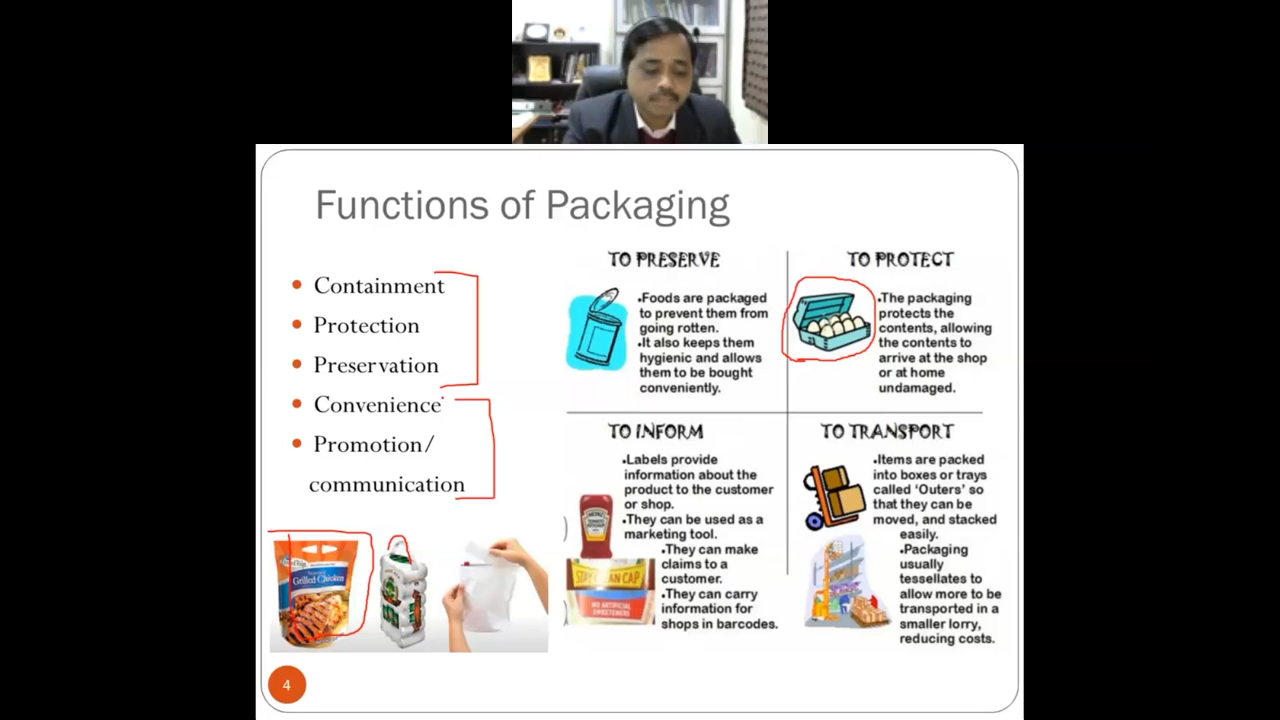 Functions of Packaging
Containment
Protection
Preservation
Convenience
Promotion/
communication
TO PRESERVE
•Foods are packaged
to prevent them from
going rotten.
•It also keeps them
hygienic and allows
them to be bought
conveniently.
TO PROTECT
•The packaging
protects the
contents, allowing
the contents to
arrive at the shop
or at home
undamaged.
TO INFORM
•Labels provide
information about the
product to the customer
or shop.
•They can be used as a
marketing tool.
•They can make
claims to a
customer.
•They can carry
information for
shops in barcodes.
TO TRANSPORT
•Items are packed
into boxes or trays
called ‘Outers’ so
that they can be
moved, and stacked
easily.
•Packaging
usually
tessellates to
allow more to be
transported in a
smaller lorry,
reducing costs.
Grilled Chicken
HEINZ
TOMATO
KETCHUP
CAP
NO ARTIFICIAL
SWEETENERS
4